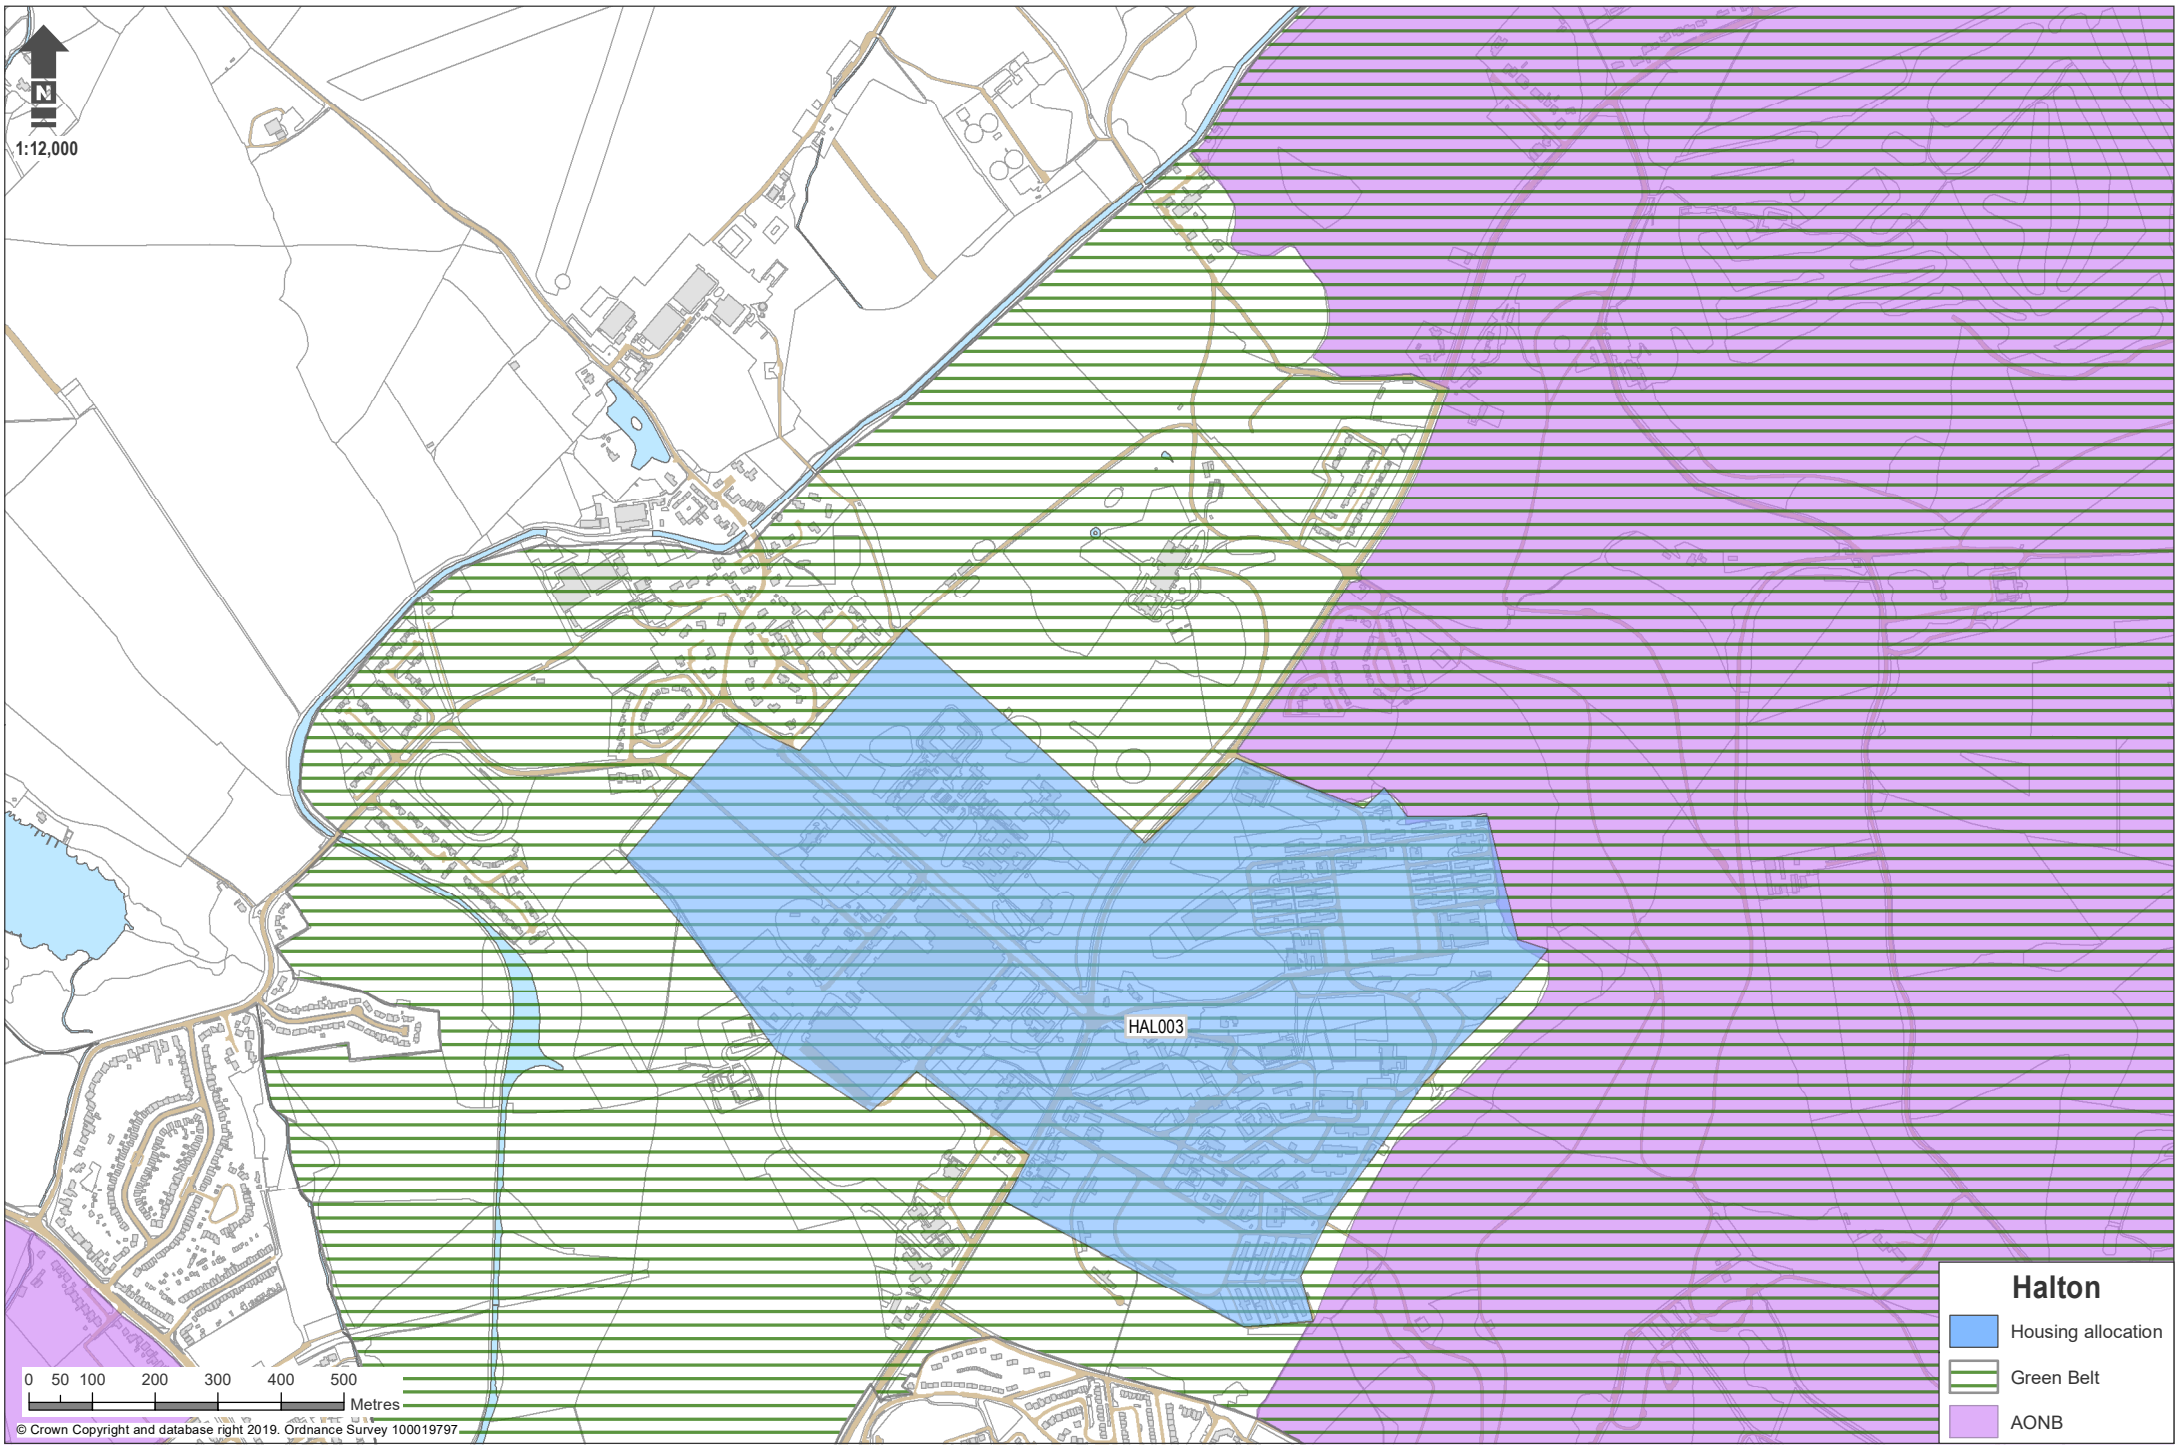 N
1:12,000
HAL003
Halton
Housing allocation
Green Belt
AONB
0 50 100 200 300 400 500
Metres
© Crown Copyright and database right 2019. Ordnance Survey 100019797